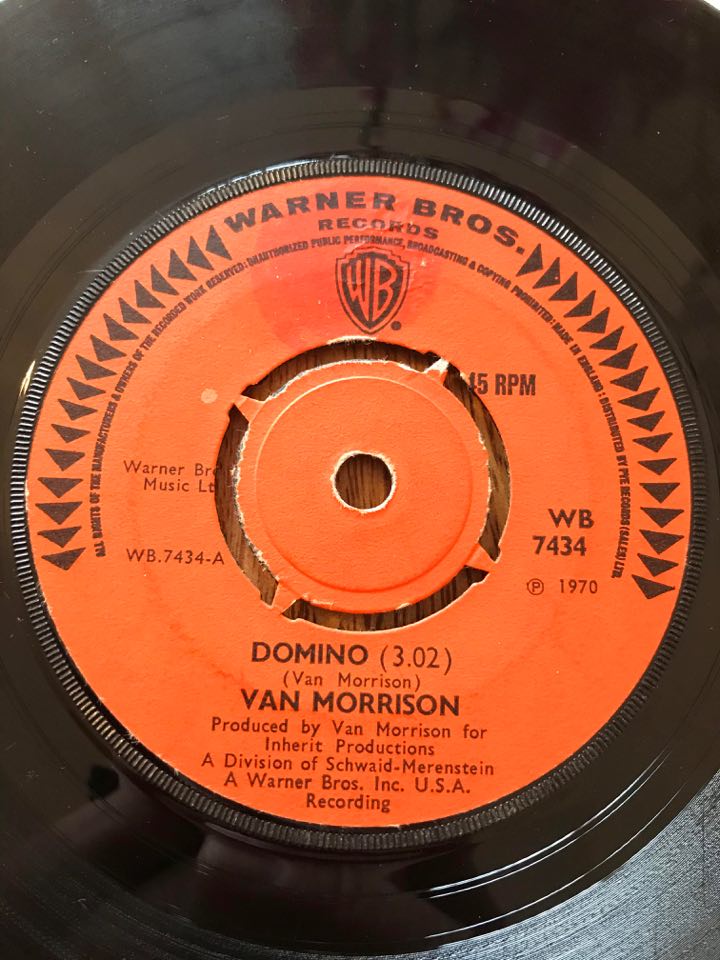 WARNER BROS.
RECORDS
ALL RIGHTS OF THE MANUFACTURERS & OWNERS OF THE RECORDED WORK RESERVED: UNAUTHORIZED PUBLIC PERFORMANCE, BROADCASTING & COPYING PROHIBITED: MADE IN ENGLAND: DISTRIBUTED BY PYE RECORDS (SALES) LTD.
WB
5 RPM
Warner Br
Music Lt
WB
7434
WB.7434-A
℗ 1970
DOMINO (3.02)
(Van Morrison)
VAN MORRISON
Produced by Van Morrison for
Inherit Productions
A Division of Schwaid-Merenstein
A Warner Bros. Inc. U.S.A.
Recording